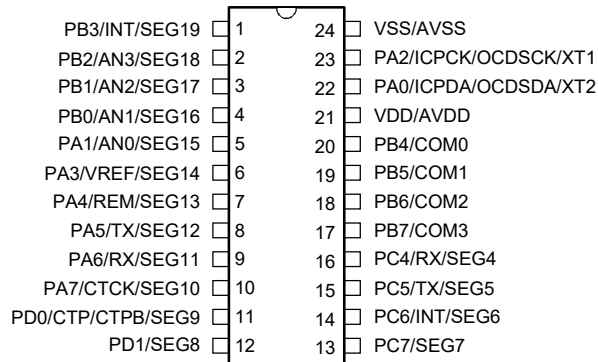 PB3/INT/SEG19 1 24 VSS/AVSS
PB2/AN3/SEG18 2 23 PA2/ICPCK/OCDSCK/XT1
PB1/AN2/SEG17 3 22 PA0/ICPDA/OCDSDA/XT2
PB0/AN1/SEG16 4 21 VDD/AVDD
PA1/AN0/SEG15 5 20 PB4/COM0
PA3/VREF/SEG14 6 19 PB5/COM1
PA4/REM/SEG13 7 18 PB6/COM2
PA5/TX/SEG12 8 17 PB7/COM3
PA6/RX/SEG11 9 16 PC4/RX/SEG4
PA7/CTCK/SEG10 10 15 PC5/TX/SEG5
PD0/CTP/CTPB/SEG9 11 14 PC6/INT/SEG6
PD1/SEG8 12 13 PC7/SEG7